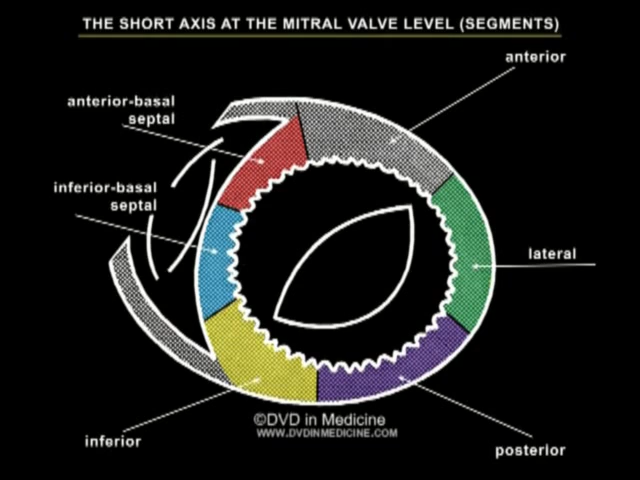 THE SHORT AXIS AT THE MITRAL VALVE LEVEL (SEGMENTS)
anterior
anterior-basal
septal
inferior-basal
septal
lateral
©DVD in Medicine
WWW.DVDINMEDICINE.COM
inferior
posterior